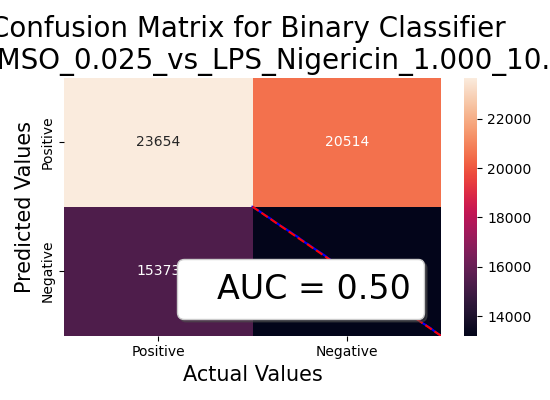 Confusion Matrix for Binary Classifier
MSO_0.025_vs_LPS_Nigericin_1.000_10.
Predicted Values
Positive
Negative
23654
20514
15373
AUC = 0.50
Positive
Negative
Actual Values
22000
20000
18000
16000
14000